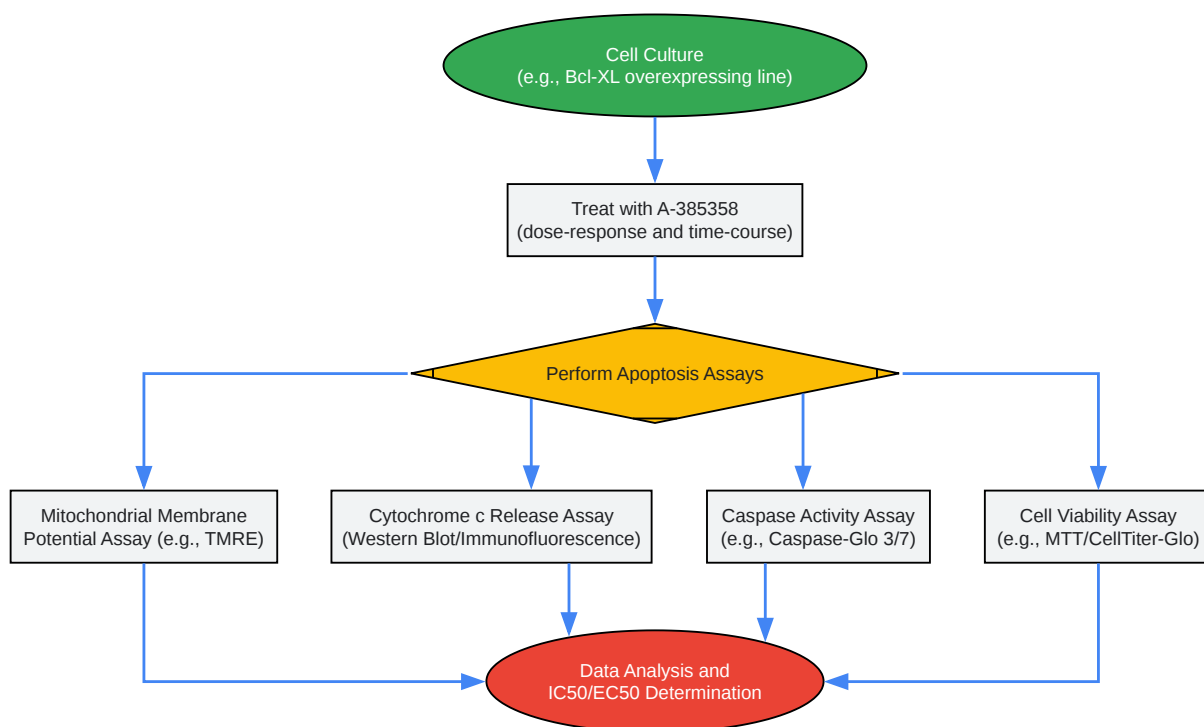 Cell Culture
(e.g., Bcl-XL overexpressing line)
Treat with A-385358
(dose-response and time-course)
Perform Apoptosis Assays
Mitochondrial Membrane
Potential Assay (e.g., TMRE)
Cytochrome c Release Assay
(Western Blot/Immunofluorescence)
Caspase Activity Assay
(e.g., Caspase-Glo 3/7)
Cell Viability Assay
(e.g., MTT/CellTiter-Glo)
Data Analysis and
IC50/EC50 Determination